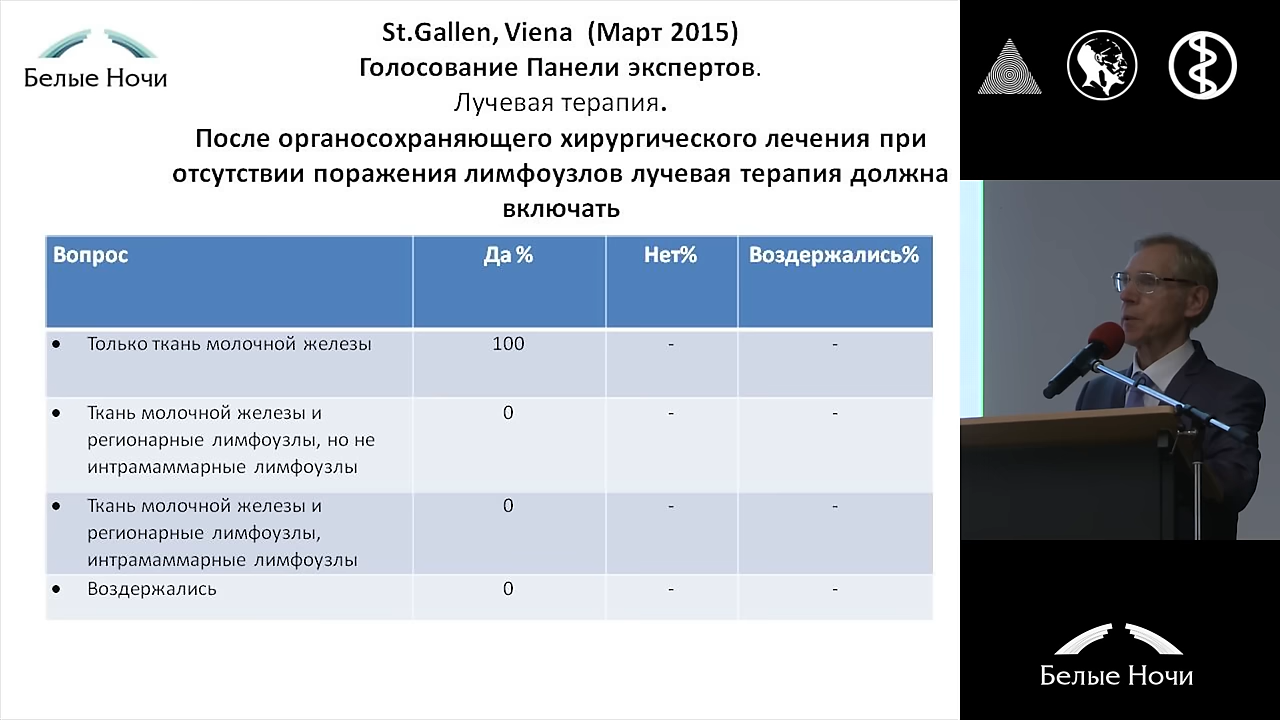 Белые Ночи
St.Gallen, Viena (Март 2015)
Голосование Панели экспертов.
Лучевая терапия.
После органосохраняющего хирургического лечения при
отсутствии поражения лимфоузлов лучевая терапия должна
включать
Вопрос Да % Нет% Воздержались%
• Только ткань молочной железы 100 - -
• Ткань молочной железы и 0 - -
регионарные лимфоузлы, но не
интрамаммарные лимфоузлы
• Ткань молочной железы и 0 - -
регионарные лимфоузлы,
интрамаммарные лимфоузлы
• Воздержались 0 - -
Белые Ночи